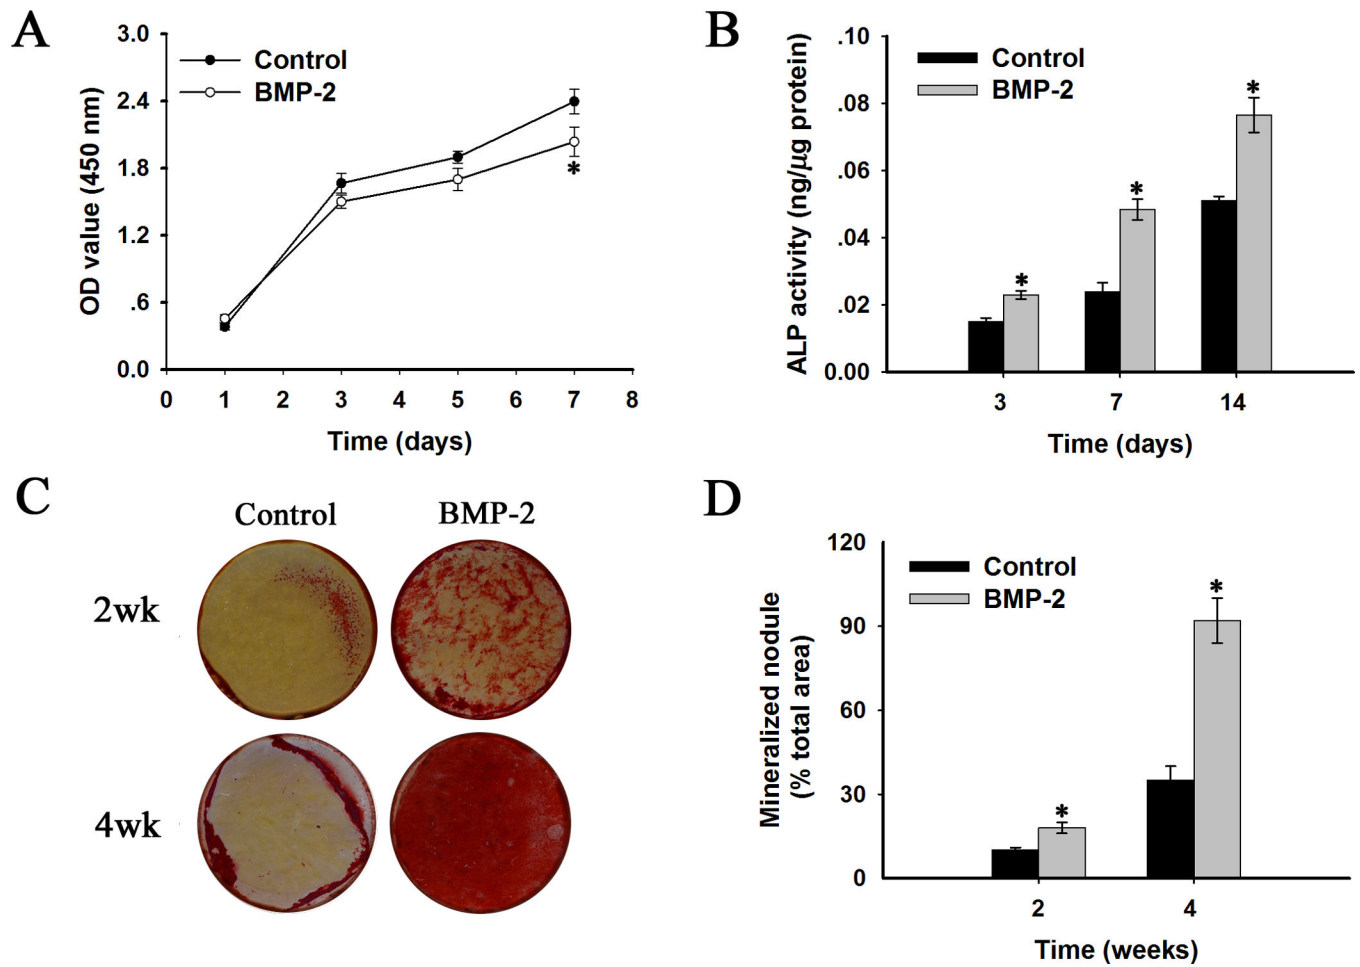 A
3.0
2.4
1.8
1.2
.6
0.0
OD value (450 nm)
Control
BMP-2
*
0 1 2 3 4 5 6 7 8
Time (days)
B
.10
.08
.06
.04
.02
0.00
ALP activity (ng/μg protein)
Control
BMP-2
*
*
*
3 7 14
Time (days)
C
Control BMP-2
2wk
4wk
D
120
90
60
30
0
Mineralized nodule
(% total area)
Control
BMP-2
*
*
2 4
Time (weeks)